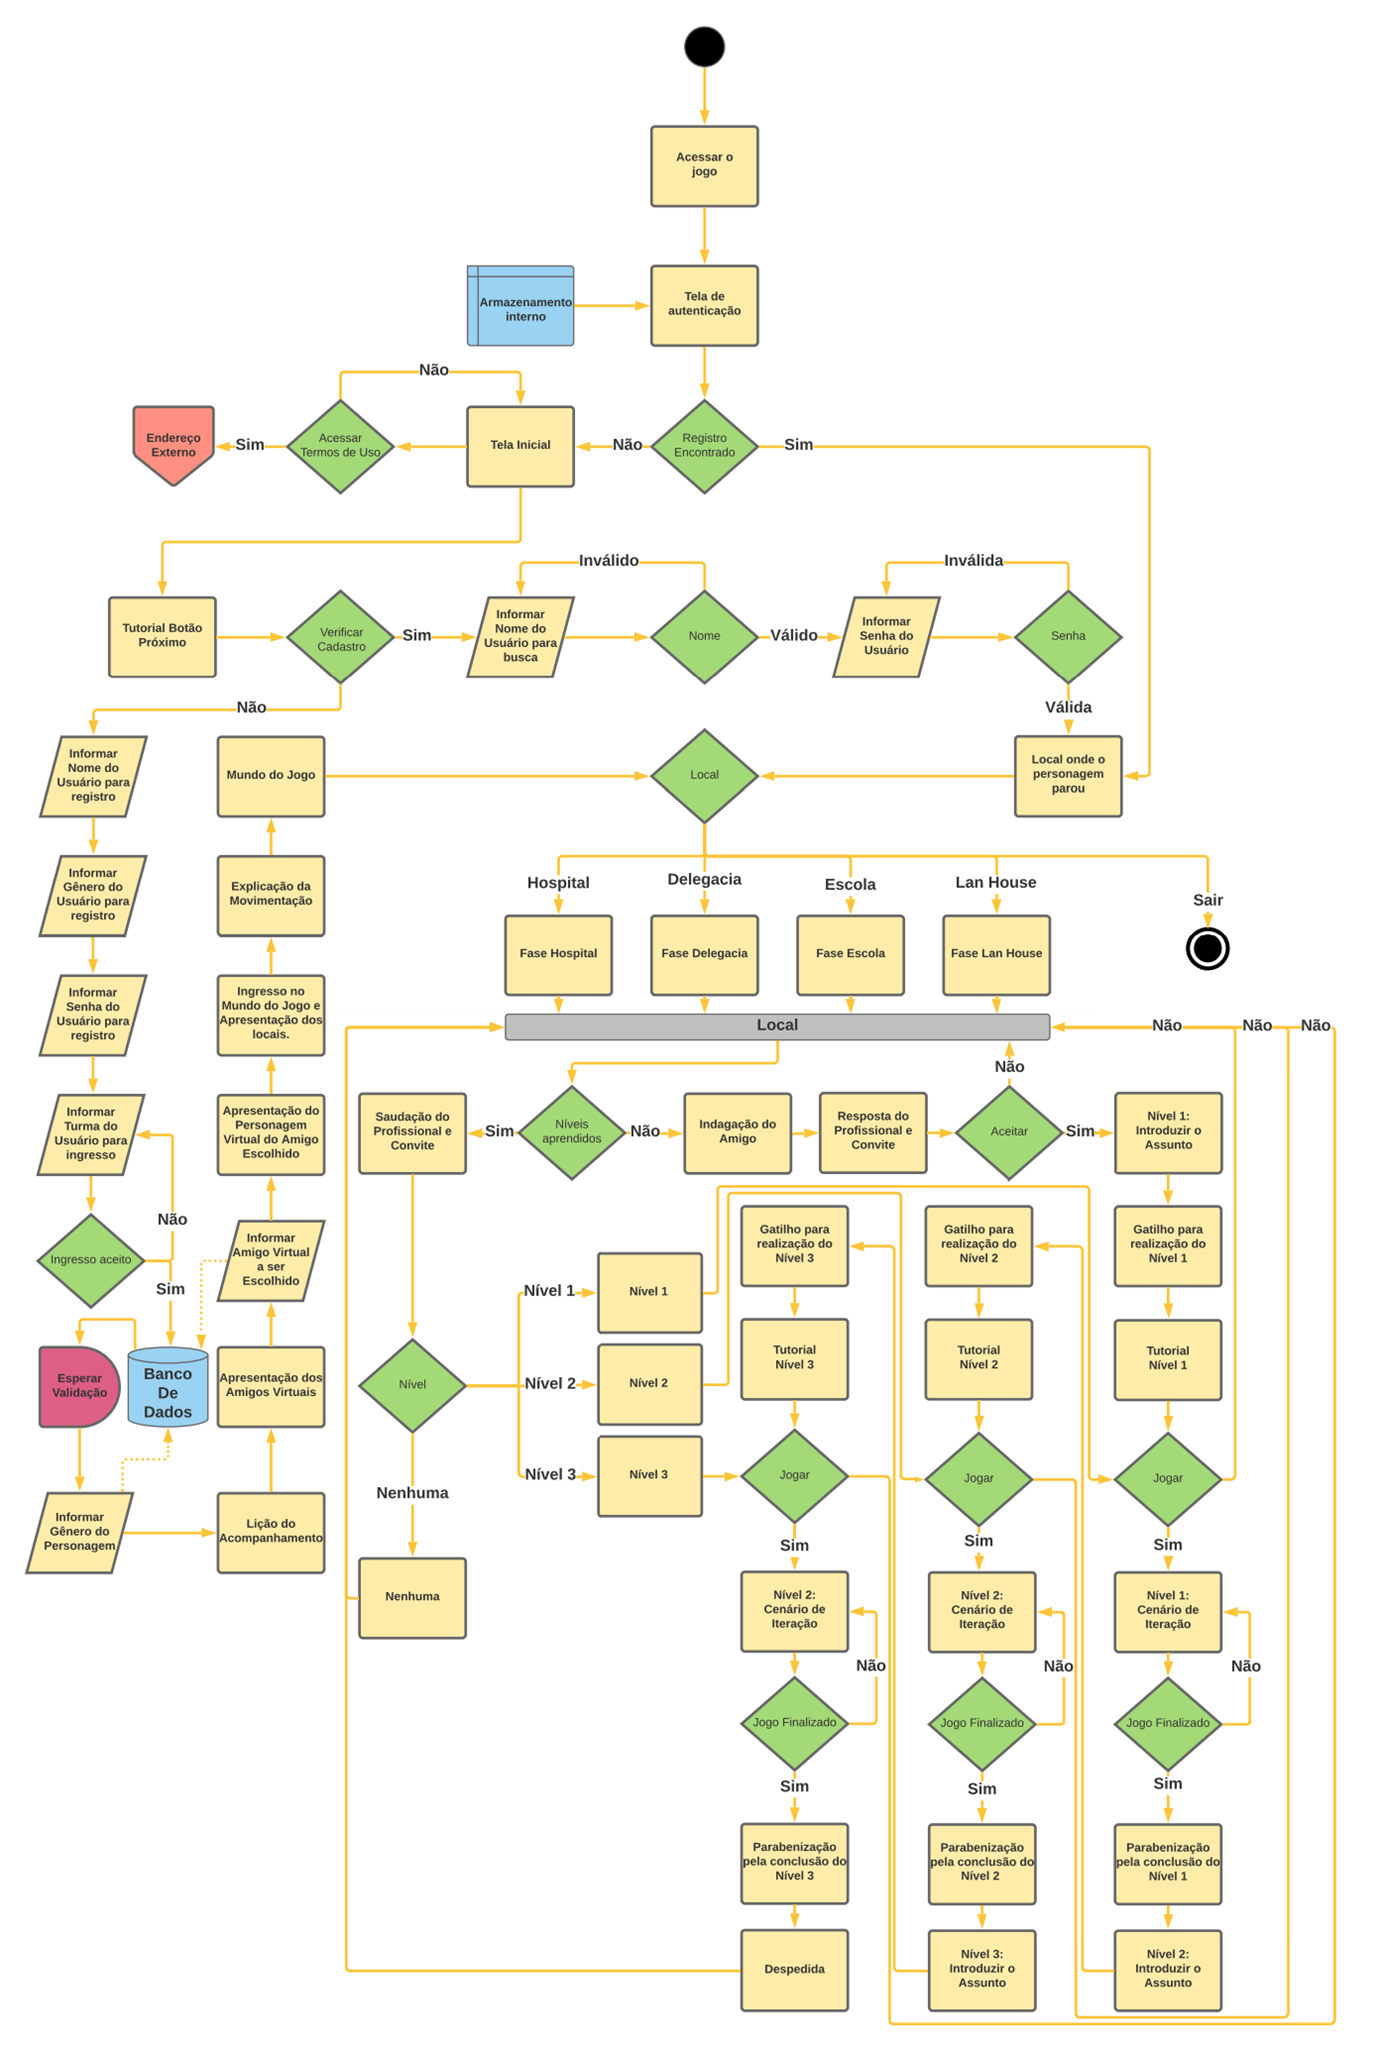 Acessar o
jogo
Armazenamento
interno
Tela de
autenticação
Não
Endereço
Externo
Sim
Acessar
Termos de Uso
Tela Inicial
Não
Registro
Encontrado
Sim
Inválido
Inválida
Tutorial Botão
Próximo
Verificar
Cadastro
Sim
Informar
Nome do
Usuário para
busca
Nome
Válido
Informar
Senha do
Usuário
Senha
Não
Válida
Informar
Nome do
Usuário para
registro
Mundo do Jogo
Local
Local onde o
personagem
parou
Informar
Gênero do
Usuário para
registro
Explicação da
Movimentação
Hospital
Delegacia
Escola
Lan House
Sair
Fase Hospital
Fase Delegacia
Fase Escola
Fase Lan House
Informar
Senha do
Usuário para
registro
Ingresso no
Mundo do Jogo e
Apresentação dos
locais.
Local
Não
Não
Não
Não
Informar
Turma do
Usuário para
ingresso
Apresentação do
Personagem
Virtual do Amigo
Escolhido
Saudação do
Profissional e
Convite
Sim
Níveis
aprendidos
Não
Indagação do
Amigo
Resposta do
Profissional e
Convite
Aceitar
Sim
Nível 1:
Introduzir o
Assunto
Não
Ingresso aceito
Sim
Informar
Amigo Virtual
a ser
Escolhido
Gatilho para
realização do
Nível 3
Gatilho para
realização do
Nível 2
Gatilho para
realização do
Nível 1
Nível 1
Nível 1
Esperar
Validação
Banco
De
Dados
Apresentação dos
Amigos Virtuais
Nível
Nível 2
Nível 2
Tutorial
Nível 3
Tutorial
Nível 2
Tutorial
Nível 1
Nível 3
Nível 3
Jogar
Jogar
Jogar
Nenhuma
Informar
Gênero do
Personagem
Lição do
Acompanhamento
Sim
Sim
Sim
Nenhuma
Nível 2:
Cenário de
Iteração
Nível 2:
Cenário de
Iteração
Nível 1:
Cenário de
Iteração
Não
Não
Não
Jogo Finalizado
Jogo Finalizado
Jogo Finalizado
Sim
Sim
Sim
Parabenização
pela conclusão do
Nível 3
Parabenização
pela conclusão do
Nível 2
Parabenização
pela conclusão do
Nível 1
Despedida
Nível 3:
Introduzir o
Assunto
Nível 2:
Introduzir o
Assunto